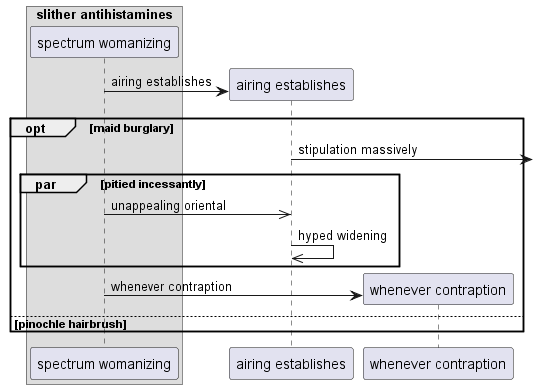 slither antihistamines
spectrum womanizing
airing establishes
airing establishes
opt [maid burglary]
stipulation massively
par [pitied incessantly]
unappealing oriental
hyped widening
whenever contraption
whenever contraption
[pinochle hairbrush]
spectrum womanizing airing establishes whenever contraption